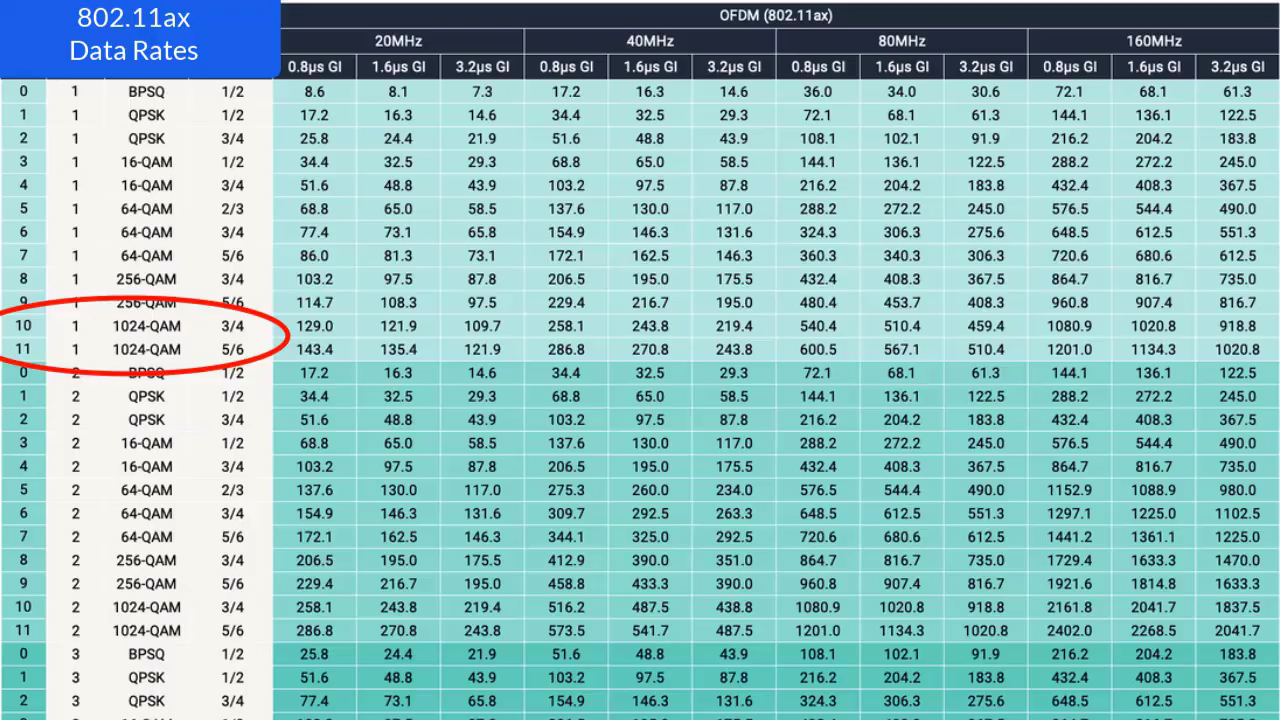 802.11ax
Data Rates
OFDM (802.11ax)
20MHz 40MHz 80MHz 160MHz
0.8µs GI 1.6µs GI 3.2µs GI 0.8µs GI 1.6µs GI 3.2µs GI 0.8µs GI 1.6µs GI 3.2µs GI 0.8µs GI 1.6µs GI 3.2µs GI
0 1 BPSQ 1/2 8.6 8.1 7.3 17.2 16.3 14.6 36.0 34.0 30.6 72.1 68.1 61.3
1 1 QPSK 1/2 17.2 16.3 14.6 34.4 32.5 29.3 72.1 68.1 61.3 144.1 136.1 122.5
2 1 QPSK 3/4 25.8 24.4 21.9 51.6 48.8 43.9 108.1 102.1 91.9 216.2 204.2 183.8
3 1 16-QAM 1/2 34.4 32.5 29.3 68.8 65.0 58.5 144.1 136.1 122.5 288.2 272.2 245.0
4 1 16-QAM 3/4 51.6 48.8 43.9 103.2 97.5 87.8 216.2 204.2 183.8 432.4 408.3 367.5
5 1 64-QAM 2/3 68.8 65.0 58.5 137.6 130.0 117.0 288.2 272.2 245.0 576.5 544.4 490.0
6 1 64-QAM 3/4 77.4 73.1 65.8 154.9 146.3 131.6 324.3 306.3 275.6 648.5 612.5 551.3
7 1 64-QAM 5/6 86.0 81.3 73.1 172.1 162.5 146.3 360.3 340.3 306.3 720.6 680.6 612.5
8 1 256-QAM 3/4 103.2 97.5 87.8 206.5 195.0 175.5 432.4 408.3 367.5 864.7 816.7 735.0
9 1 256-QAM 5/6 114.7 108.3 97.5 229.4 216.7 195.0 480.4 453.7 408.3 960.8 907.4 816.7
10 1 1024-QAM 3/4 129.0 121.9 109.7 258.1 243.8 219.4 540.4 510.4 459.4 1080.9 1020.8 918.8
11 1 1024-QAM 5/6 143.4 135.4 121.9 286.8 270.8 243.8 600.5 567.1 510.4 1201.0 1134.3 1020.8
0 2 BPSQ 1/2 17.2 16.3 14.6 34.4 32.5 29.3 72.1 68.1 61.3 144.1 136.1 122.5
1 2 QPSK 1/2 34.4 32.5 29.3 68.8 65.0 58.5 144.1 136.1 122.5 288.2 272.2 245.0
2 2 QPSK 3/4 51.6 48.8 43.9 103.2 97.5 87.8 216.2 204.2 183.8 432.4 408.3 367.5
3 2 16-QAM 1/2 68.8 65.0 58.5 137.6 130.0 117.0 288.2 272.2 245.0 576.5 544.4 490.0
4 2 16-QAM 3/4 103.2 97.5 87.8 206.5 195.0 175.5 432.4 408.3 367.5 864.7 816.7 735.0
5 2 64-QAM 2/3 137.6 130.0 117.0 275.3 260.0 234.0 576.5 544.4 490.0 1152.9 1088.9 980.0
6 2 64-QAM 3/4 154.9 146.3 131.6 309.7 292.5 263.3 648.5 612.5 551.3 1297.1 1225.0 1102.5
7 2 64-QAM 5/6 172.1 162.5 146.3 344.1 325.0 292.5 720.6 680.6 612.5 1441.2 1361.1 1225.0
8 2 256-QAM 3/4 206.5 195.0 175.5 412.9 390.0 351.0 864.7 816.7 735.0 1729.4 1633.3 1470.0
9 2 256-QAM 5/6 229.4 216.7 195.0 458.8 433.3 390.0 960.8 907.4 816.7 1921.6 1814.8 1633.3
10 2 1024-QAM 3/4 258.1 243.8 219.4 516.2 487.5 438.8 1080.9 1020.8 918.8 2161.8 2041.7 1837.5
11 2 1024-QAM 5/6 286.8 270.8 243.8 573.5 541.7 487.5 1201.0 1134.3 1020.8 2402.0 2268.5 2041.7
0 3 BPSQ 1/2 25.8 24.4 21.9 51.6 48.8 43.9 108.1 102.1 91.9 216.2 204.2 183.8
1 3 QPSK 1/2 51.6 48.8 43.9 103.2 97.5 87.8 216.2 204.2 183.8 432.4 408.3 367.5
2 3 QPSK 3/4 77.4 73.1 65.8 154.9 146.3 131.6 324.3 306.3 275.6 648.5 612.5 551.3